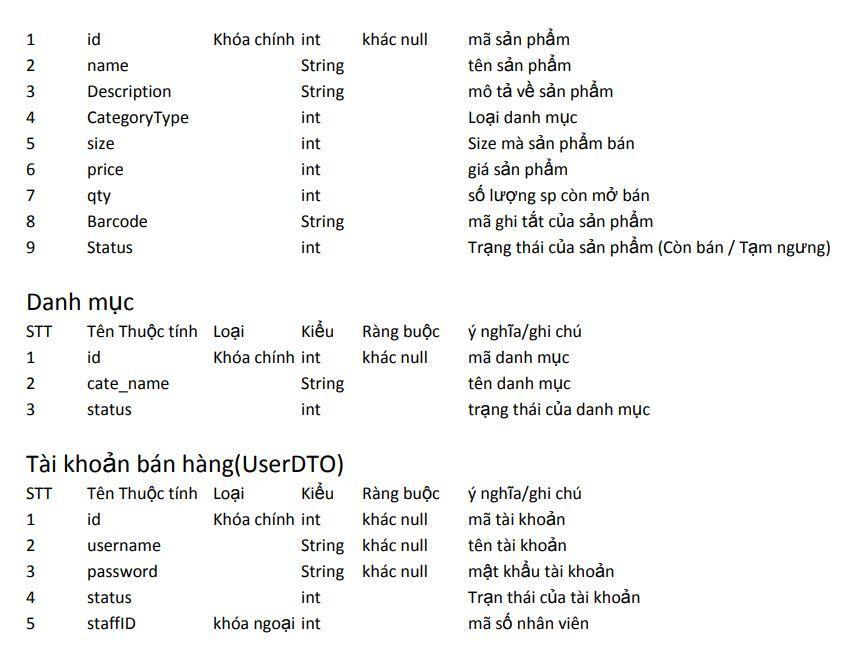 1 id Khóa chính int khác null mã sản phẩm
2 name String tên sản phẩm
3 Description String mô tả về sản phẩm
4 CategoryType int Loại danh mục
5 size int Size mà sản phẩm bán
6 price int giá sản phẩm
7 qty int số lượng sp còn mở bán
8 Barcode String mã ghi tắt của sản phẩm
9 Status int Trạng thái của sản phẩm (Còn bán / Tạm ngưng)
Danh mục
STT Tên Thuộc tính Loại Kiểu Ràng buộc ý nghĩa/ghi chú
1 id Khóa chính int khác null mã danh mục
2 cate_name String tên danh mục
3 status int trạng thái của danh mục
Tài khoản bán hàng(UserDTO)
STT Tên Thuộc tính Loại Kiểu Ràng buộc ý nghĩa/ghi chú
1 id Khóa chính int khác null mã tài khoản
2 username String khác null tên tài khoản
3 password String khác null mật khẩu tài khoản
4 status int Trạn thái của tài khoản
5 staffID khóa ngoại int mã số nhân viên